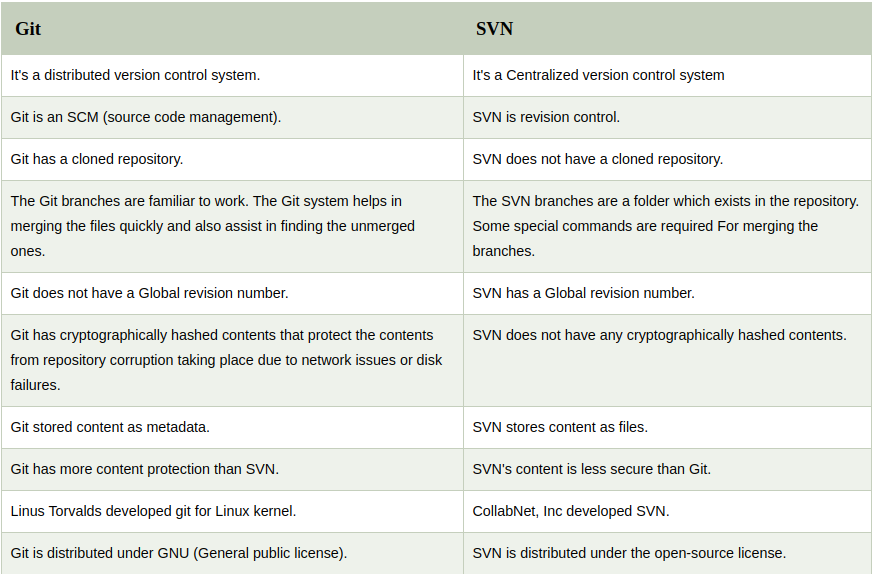 Git
SVN
It's a distributed version control system.
It's a Centralized version control system
Git is an SCM (source code management).
SVN is revision control.
Git has a cloned repository.
SVN does not have a cloned repository.
The Git branches are familiar to work. The Git system helps in
merging the files quickly and also assist in finding the unmerged
ones.
The SVN branches are a folder which exists in the repository.
Some special commands are required For merging the
branches.
Git does not have a Global revision number.
SVN has a Global revision number.
Git has cryptographically hashed contents that protect the contents
from repository corruption taking place due to network issues or disk
failures.
SVN does not have any cryptographically hashed contents.
Git stored content as metadata.
SVN stores content as files.
Git has more content protection than SVN.
SVN's content is less secure than Git.
Linus Torvalds developed git for Linux kernel.
CollabNet, Inc developed SVN.
Git is distributed under GNU (General public license).
SVN is distributed under the open-source license.